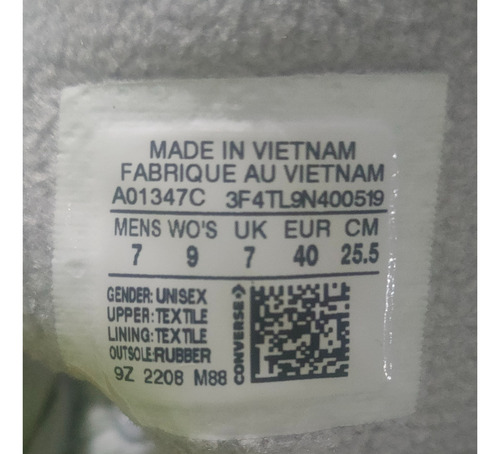 MADE IN VIETNAM
FABRIQUE AU VIETNAM
A01347C 3F4TL9N400519
MENS WO'S UK EUR CM
7 9 7 40 25.5
GENDER: UNISEX
UPPER: TEXTILE
LINING: TEXTILE
OUTSOLE: RUBBER
9Z 2208 M88
CONVERSE